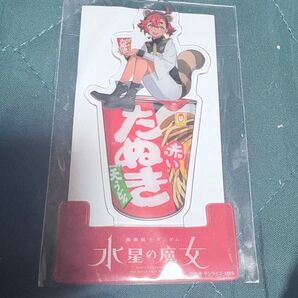 赤い
たぬき
天うどん
機動戦士ガンダム
水星の魔女